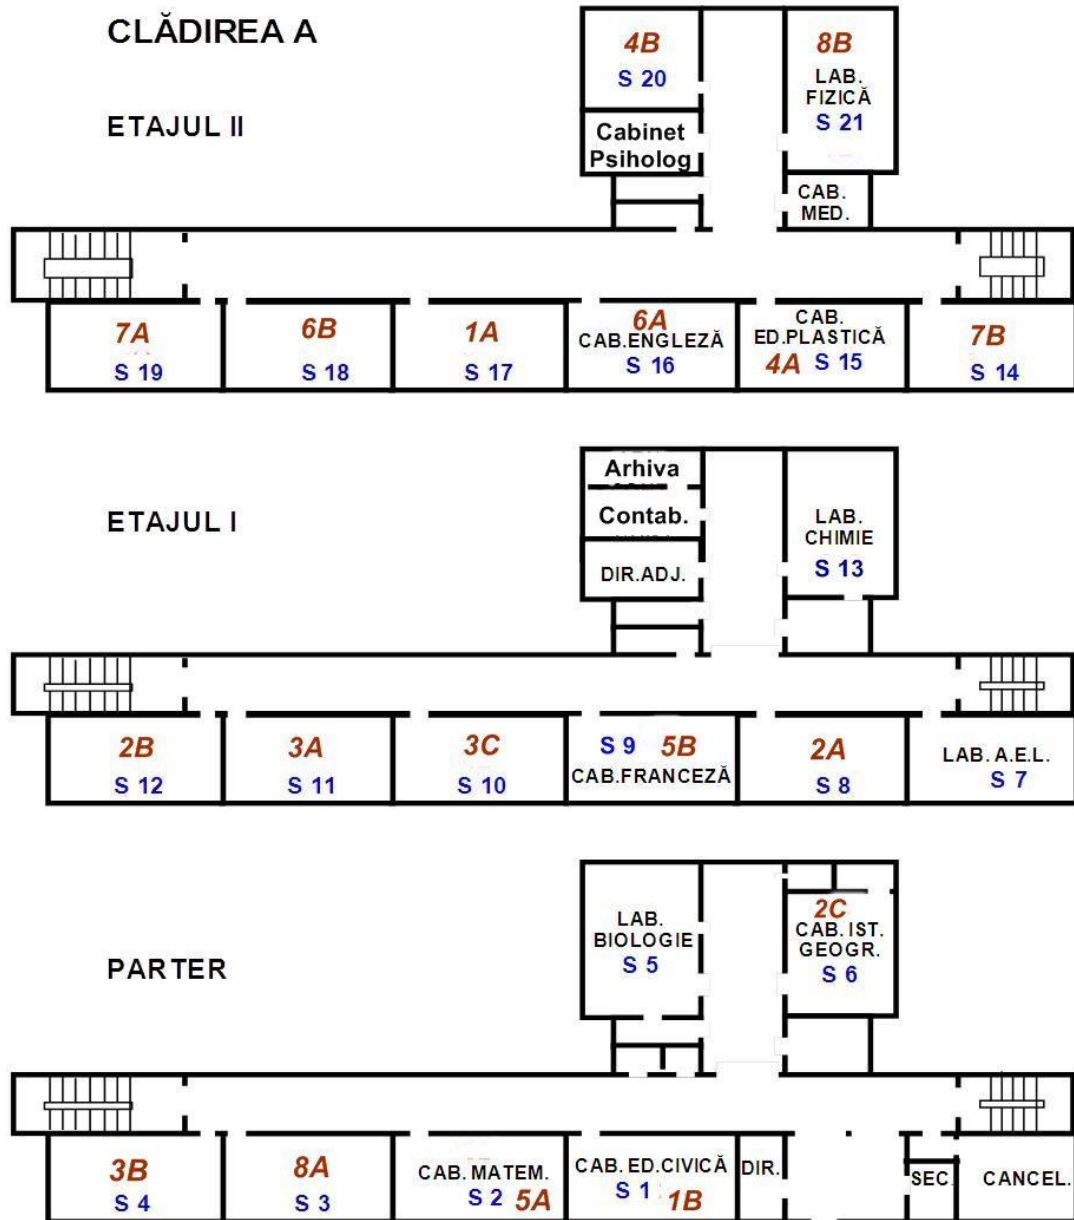 CLĂDIREA A
4B
S 20
8B
LAB.
FIZICĂ
S 21
ETAJUL II
Cabinet
Psiholog
CAB.
MED.
7A
S 19
6B
S 18
1A
S 17
6A
CAB.ENGLEZĂ
S 16
CAB.
ED.PLASTICĂ
4A S 15
7B
S 14
Arhiva
Contab.
DIR.ADJ.
ETAJUL I
LAB.
CHIMIE
S 13
2B
S 12
3A
S 11
3C
S 10
S 9 5B
CAB.FRANCEZĂ
2A
S 8
LAB. A.E.L.
S 7
LAB.
BIOLOGIE
S 5
2C
CAB. IST.
GEOGR.
S 6
PARTER
3B
S 4
8A
S 3
CAB. MATEM.
S 2 5A
CAB. ED.CIVICĂ
S 1 1B
DIR.
SEC.
CANCEL.